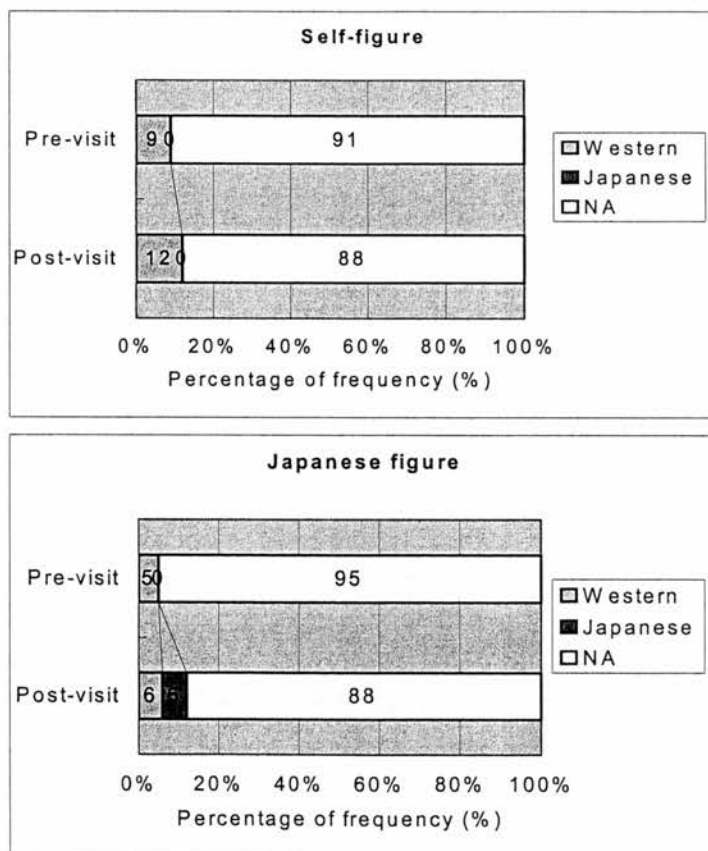 Self-figure
Pre-visit 9 0 91
Post-visit 12 0 88
0% 20% 40% 60% 80% 100%
Percentage of frequency (%)
Western
Japanese
NA
Japanese figure
Pre-visit 5 0 95
Post-visit 6 88
0% 20% 40% 60% 80% 100%
Percentage of frequency (%)
Western
Japanese
NA